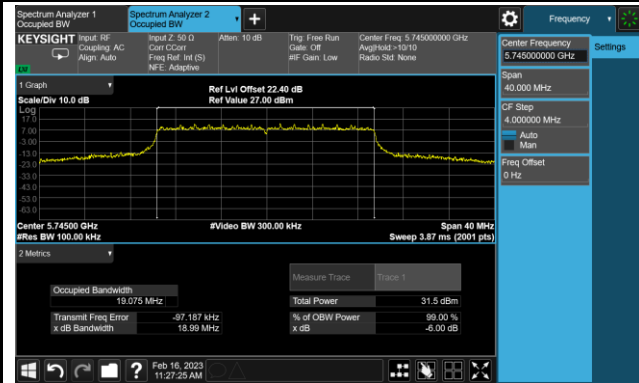 Spectrum Analyzer 1
Occupied BW
Spectrum Analyzer 2
Occupied BW
Frequency
KEYSIGHT
Input: RF
Coupling: AC
Align: Auto
Input Z: 50 Ω
Corr CCorr
Freq Ref: Int (S)
NFE: Adaptive
Atten: 10 dB
Trig: Free Run
Gate: Off
#IF Gain: Low
Center Freq: 5.745000000 GHz
Avg|Hold:>10/10
Radio Std: None
1 Graph
Scale/Div 10.0 dB
Ref Lvl Offset 22.40 dB
Ref Value 27.00 dBm
Log
17.0
7.00
-3.00
-13.0
-23.0
-33.0
-43.0
-53.0
-63.0
Center 5.74500 GHz
#Res BW 100.00 kHz
#Video BW 300.00 kHz
Span 40 MHz
Sweep 3.87 ms (2001 pts)
2 Metrics
Measure Trace
Trace 1
Occupied Bandwidth
19.075 MHz
Total Power
31.5 dBm
Transmit Freq Error
-97.187 kHz
% of OBW Power
99.00 %
x dB Bandwidth
18.99 MHz
x dB
-6.00 dB
Feb 16, 2023
11:27:25 AM
Center Frequency
5.745000000 GHz
Settings
Span
40.000 MHz
CF Step
4.000000 MHz
Auto
Man
Freq Offset
0 Hz